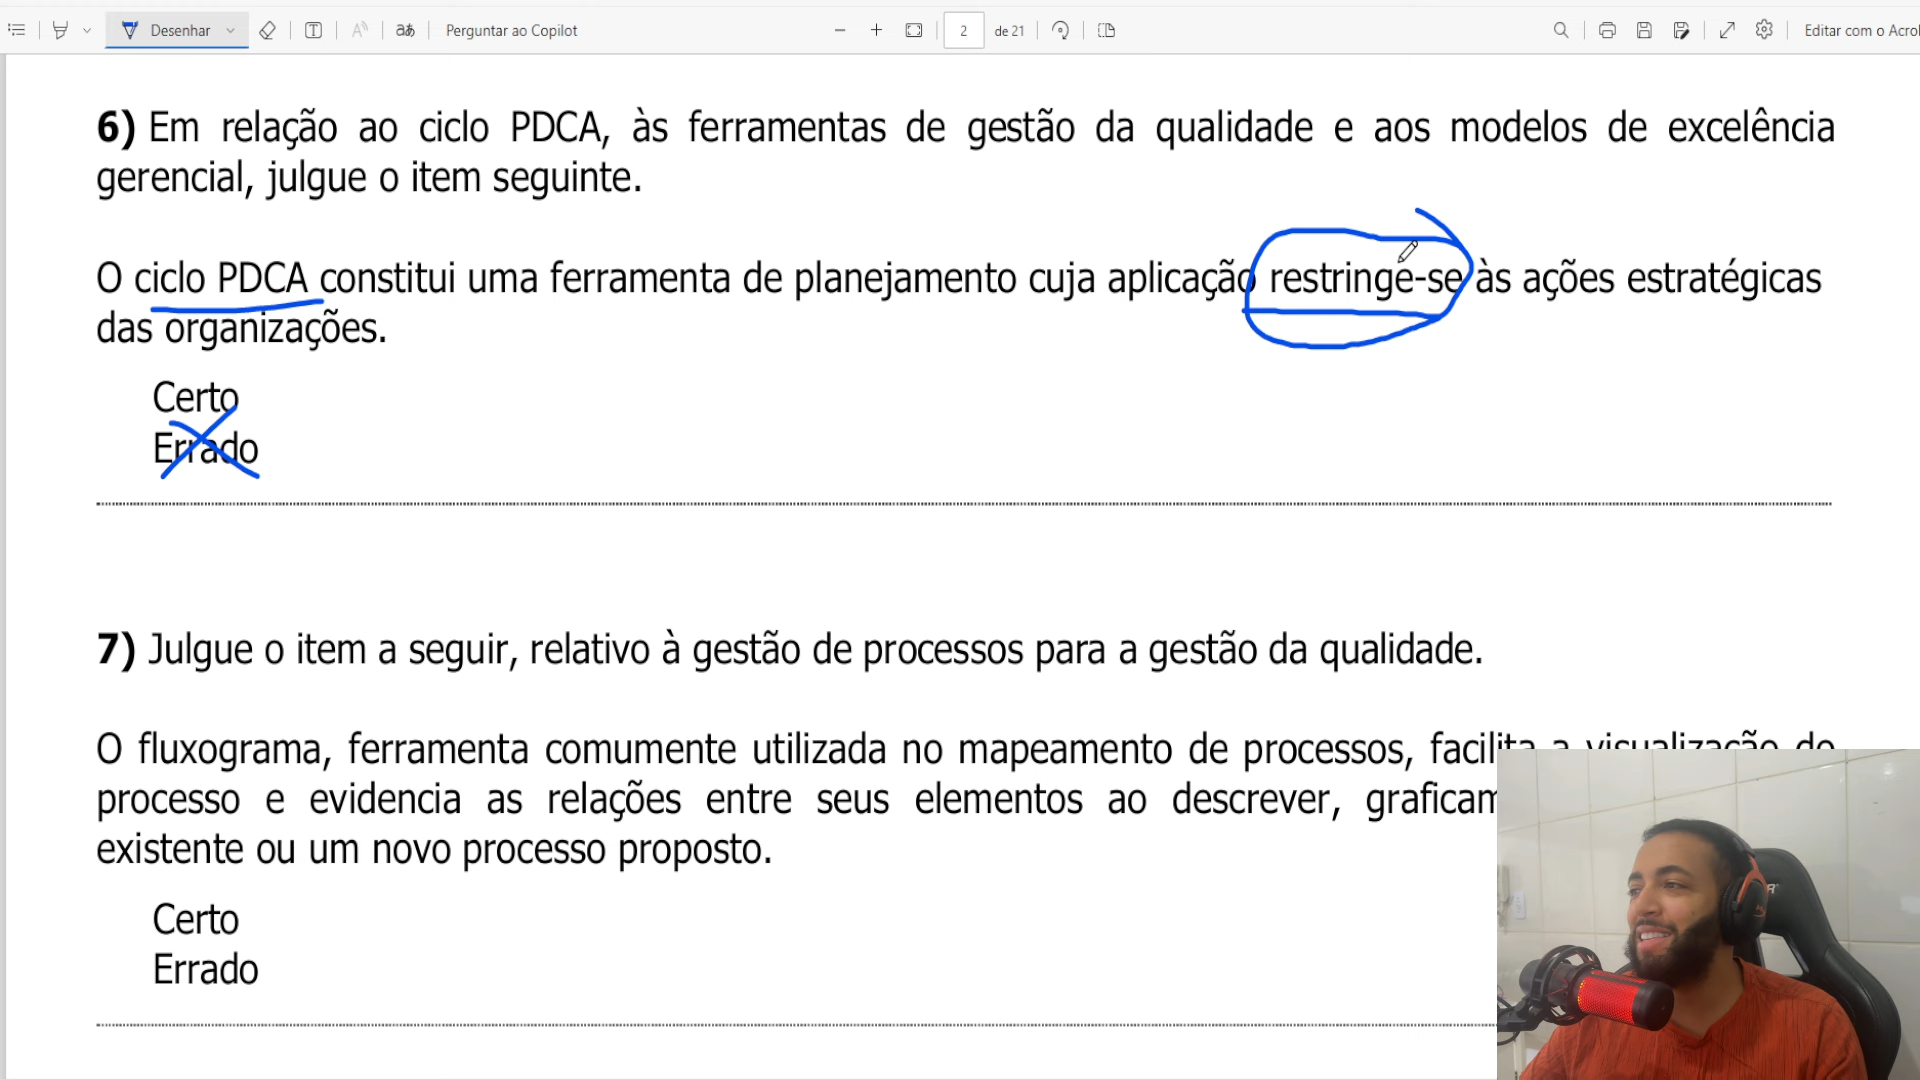 Desenhar
Perguntar ao Copilot
2
de 21
Editar com o Acro
6) Em relação ao ciclo PDCA, às ferramentas de gestão da qualidade e aos modelos de excelência
gerencial, julgue o item seguinte.
O ciclo PDCA constitui uma ferramenta de planejamento cuja aplicação restringe-se às ações estratégicas
das organizações.
Certo
Errado
7) Julgue o item a seguir, relativo à gestão de processos para a gestão da qualidade.
O fluxograma, ferramenta comumente utilizada no mapeamento de processos, facilita a visualização do
processo e evidencia as relações entre seus elementos ao descrever, graficam
existente ou um novo processo proposto.
Certo
Errado